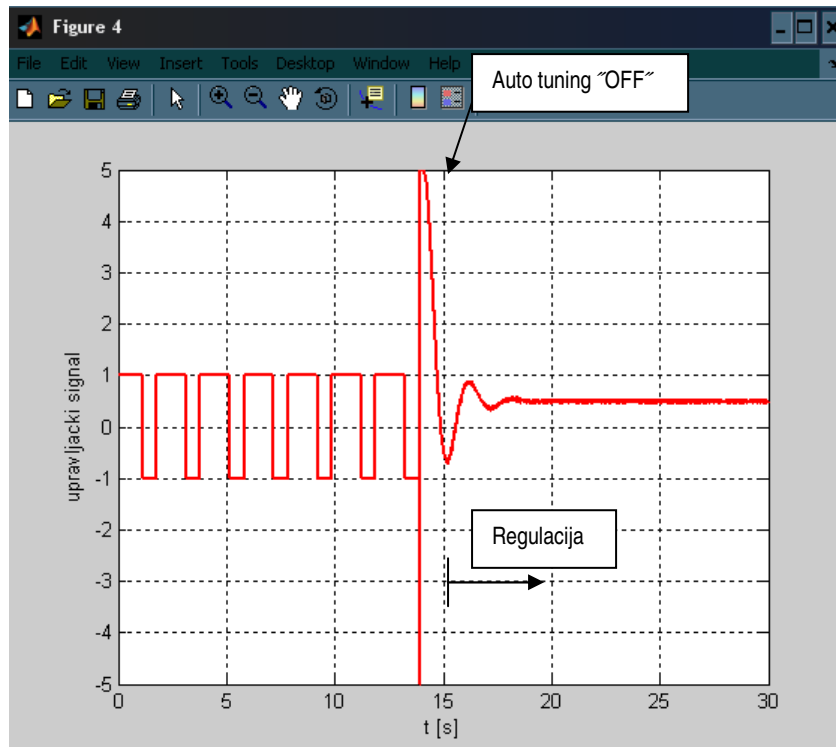 Figure 4
File Edit View Insert Tools Desktop Window Help
Auto tuning ˝OFF˝
5
4
3
2
1
0
-1
-2
-3
-4
-5
upravljacki signal
Regulacija
0 5 10 15 20 25 30
t [s]